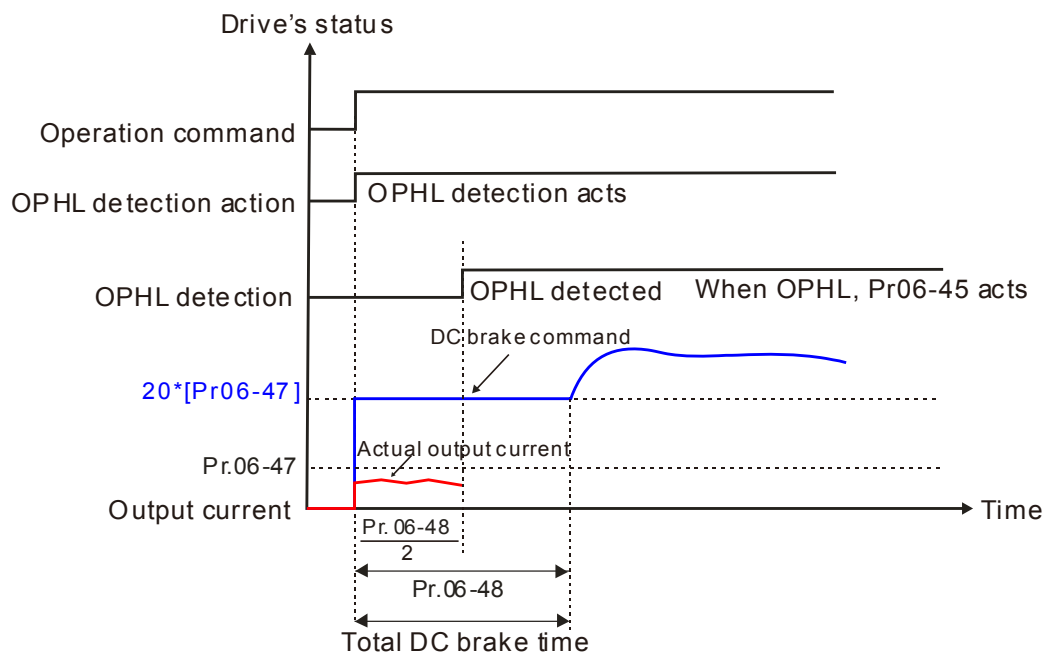 Drive's status
Operation command
OPHL detection action
OPHL detection acts
OPHL detection
OPHL detected
When OPHL, Pr06-45 acts
DC brake command
20*[Pr06-47]
Actual output current
Pr.06-47
Output current
Time
Pr. 06-48
2
Pr.06-48
Total DC brake time